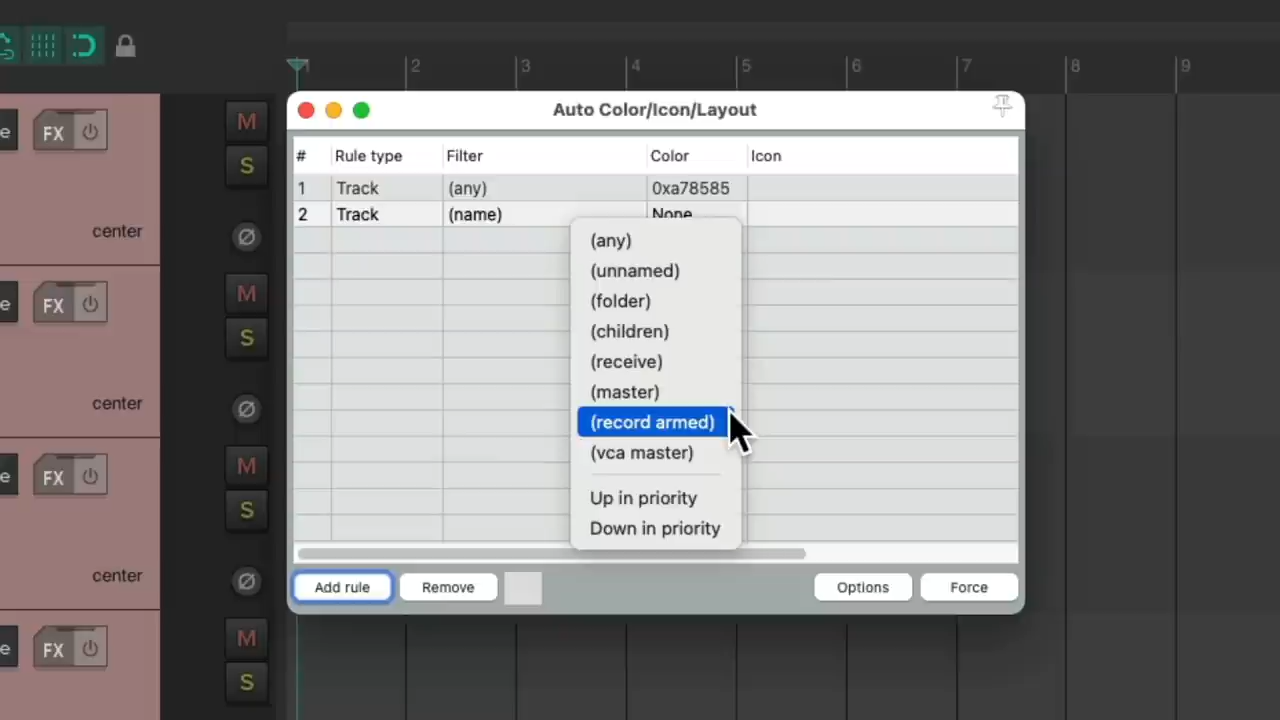 1 2 3 4 5 6 7 8 9
Auto Color/Icon/Layout
# Rule type Filter Color Icon
1 Track (any) 0xa78585
2 Track (name) None
(any)
(unnamed)
(folder)
(children)
(receive)
(master)
(record armed)
(vca master)
Up in priority
Down in priority
Add rule Remove Options Force
e FX M
S
center Ø
e FX M
S
center Ø
e FX M
S
center Ø
e FX M
S